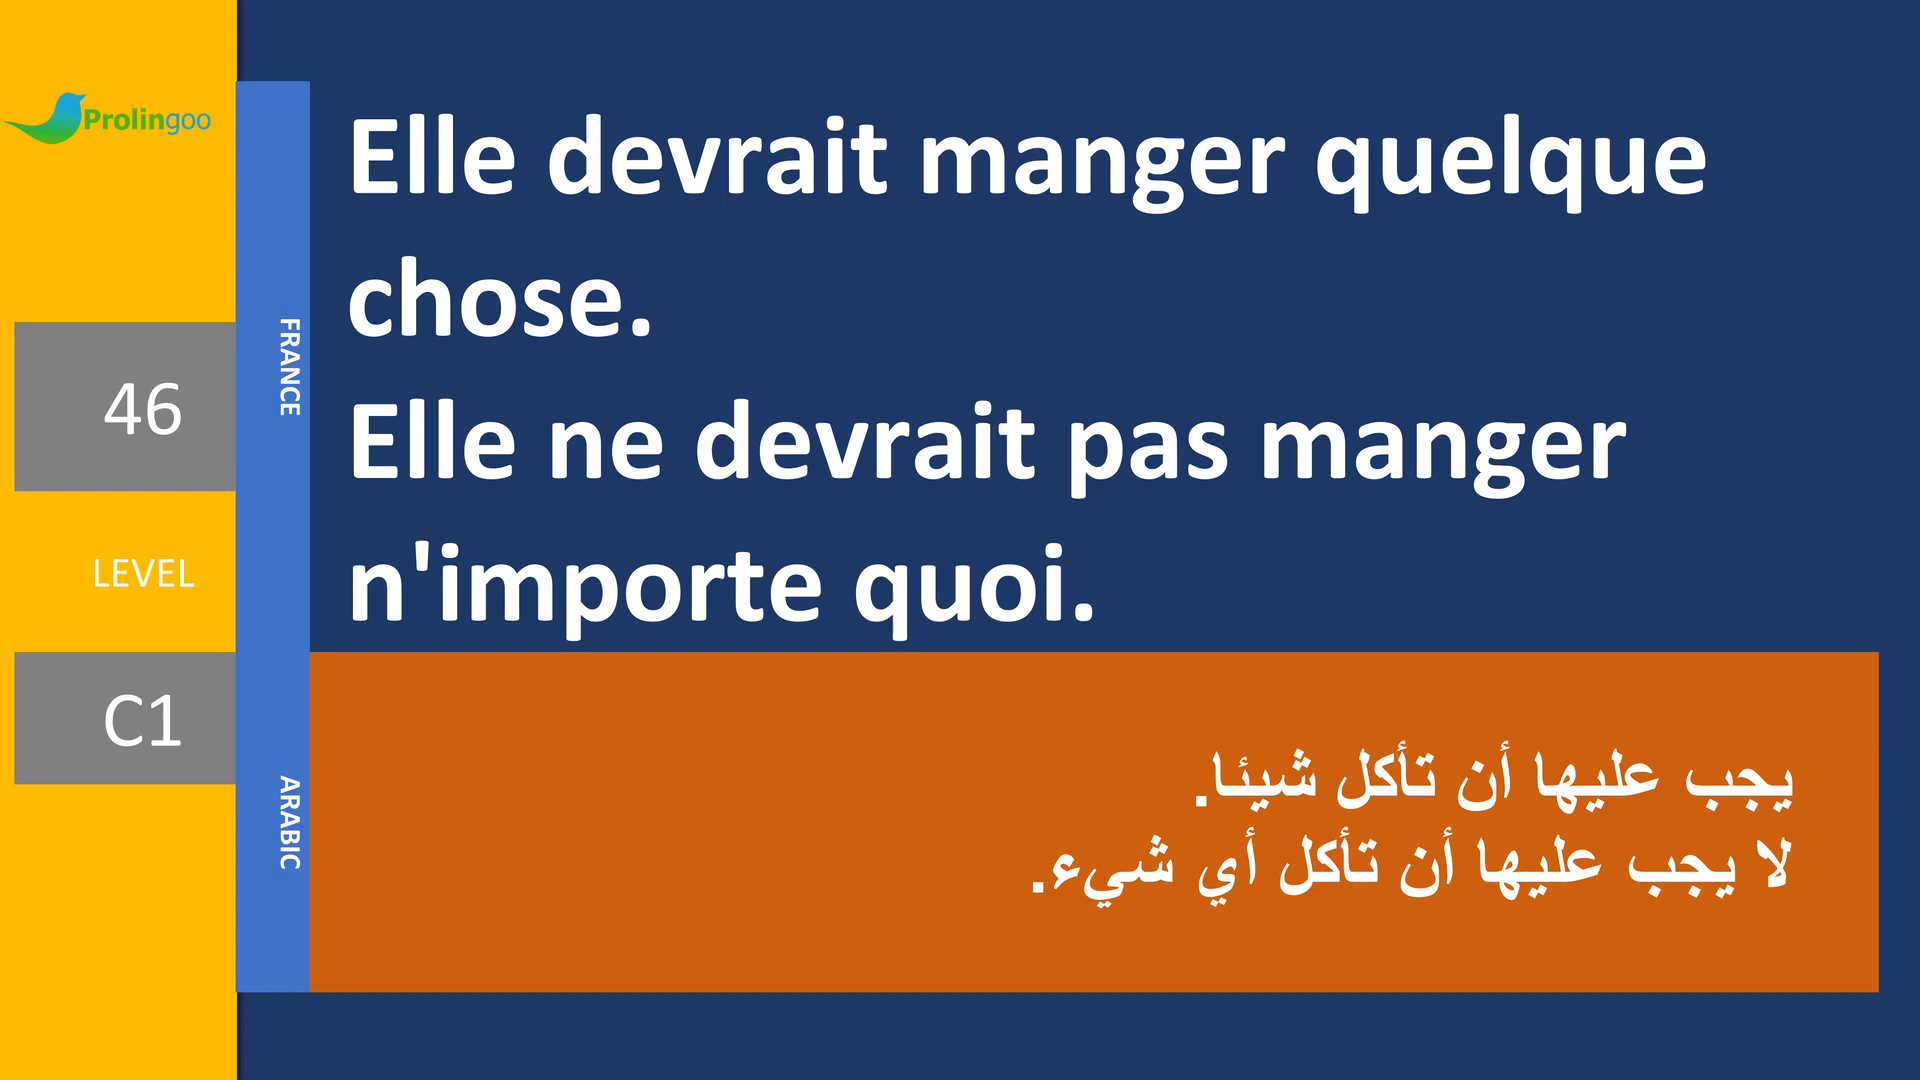 Prolingoo
46
LEVEL
C1
FRANCE
ARABIC
Elle devrait manger quelque
chose.
Elle ne devrait pas manger
n'importe quoi.
يجب عليها أن تأكل شيئا.
لا يجب عليها أن تأكل أي شيء.